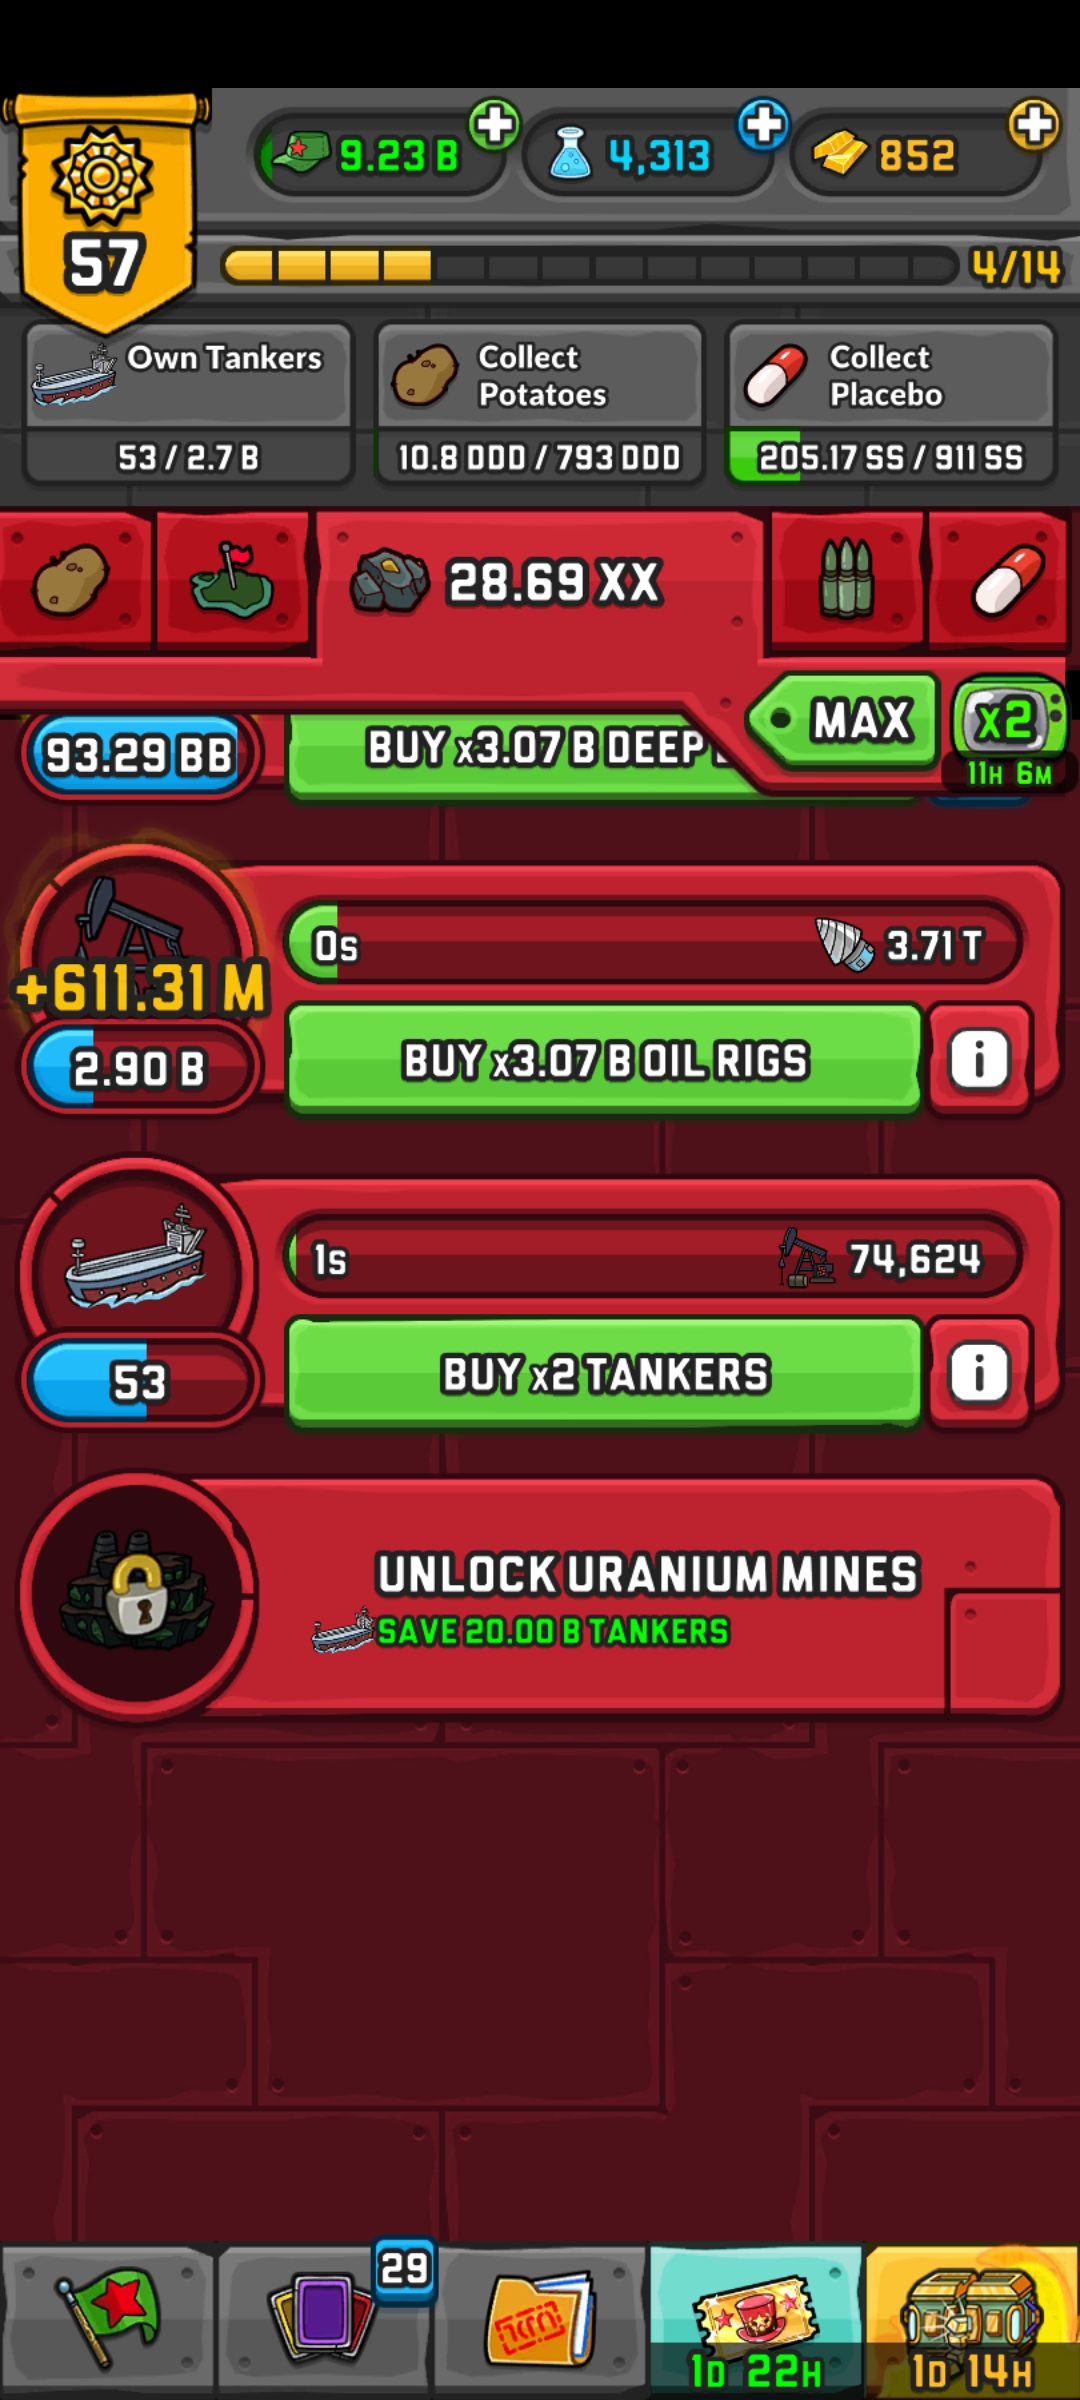 57
9.23 B
4,313
852
4/14
Own Tankers
53 / 2.7 B
Collect
Potatoes
10.8 DDD / 793 DDD
Collect
Placebo
205.17 SS / 911 SS
28.69 XX
MAX
x2
11H 6M
93.29 BB
BUY x3.07 B DEEP
+611.31 M
0s
3.71 T
2.90 B
BUY x3.07 B OIL RIGS
i
1s
74,624
53
BUY x2 TANKERS
i
UNLOCK URANIUM MINES
SAVE 20.00 B TANKERS
29
1D 22H
1D 14H